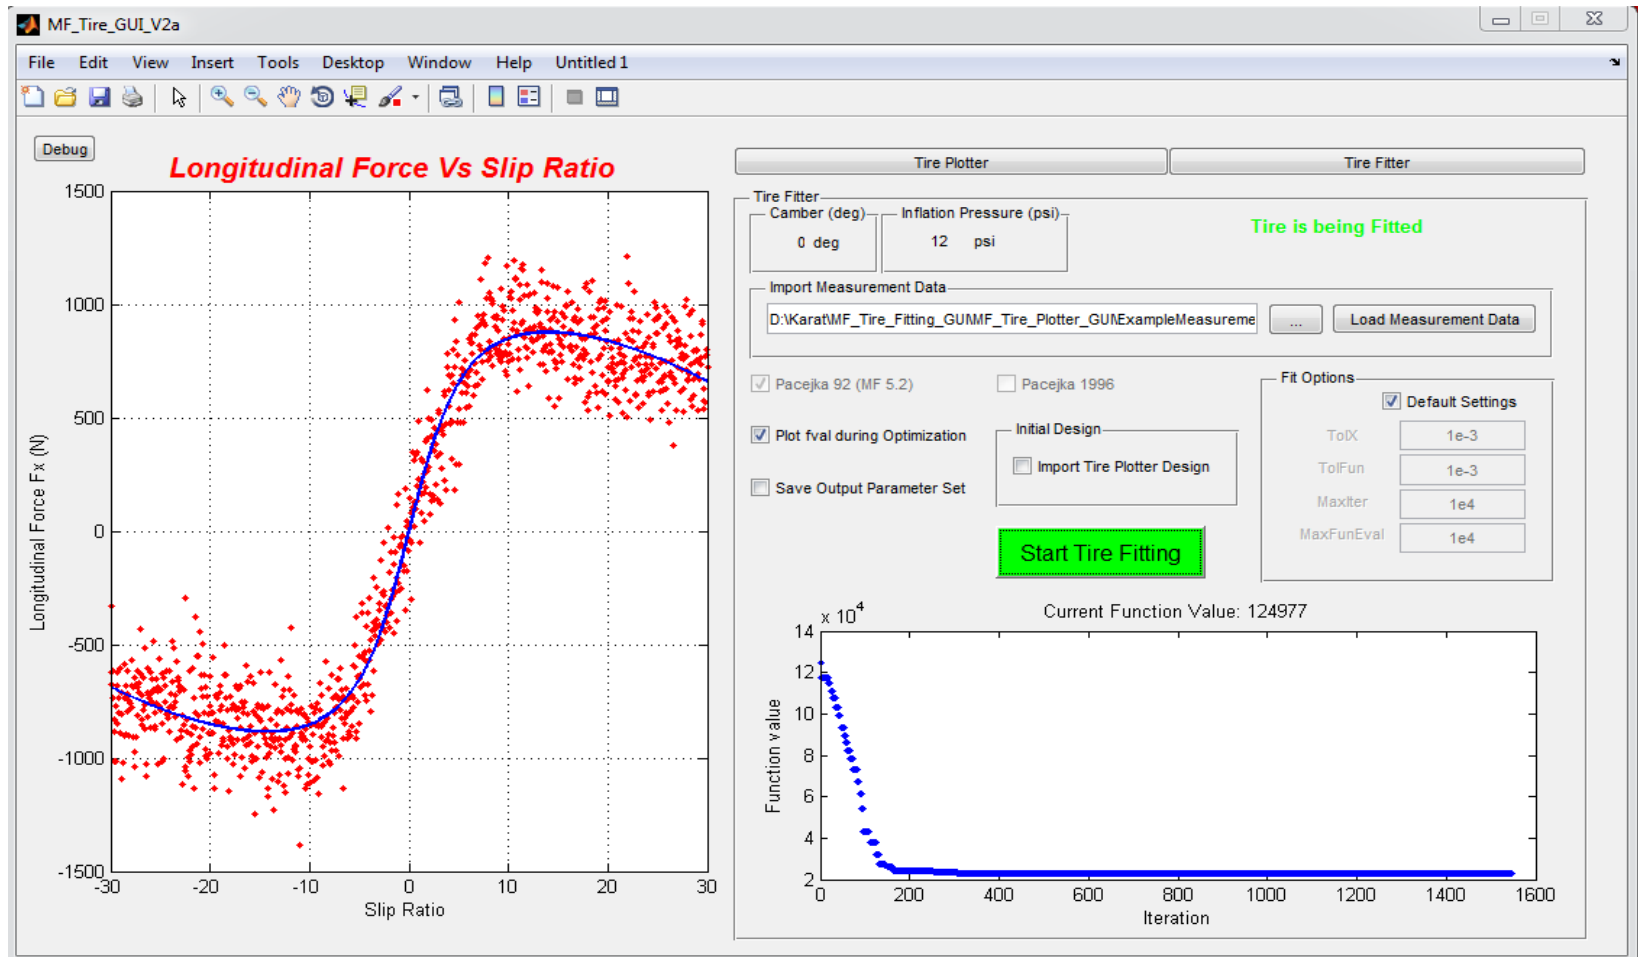 MF_Tire_GUI_V2a
File Edit View Insert Tools Desktop Window Help Untitled 1
Debug
Longitudinal Force Vs Slip Ratio
1500
1000
500
0
-500
-1000
-1500
-30 -20 -10 0 10 20 30
Slip Ratio
Longitudinal Force Fx (N)
Tire Plotter Tire Fitter
Tire Fitter
Camber (deg) Inflation Pressure (psi)
0 deg 12 psi
Tire is being Fitted
Import Measurement Data
D:\Karat\MF_Tire_Fitting_GUI\MF_Tire_Plotter_GUI\ExampleMeasureme ... Load Measurement Data
Pacejka 92 (MF 5.2) Pacejka 1996
Plot fval during Optimization
Save Output Parameter Set
Initial Design
Import Tire Plotter Design
Start Tire Fitting
Fit Options
Default Settings
TolX 1e-3
TolFun 1e-3
MaxIter 1e4
MaxFunEval 1e4
Current Function Value: 124977
x 10^4
14
12
10
8
6
4
2
0 200 400 600 800 1000 1200 1400 1600
Iteration
Function value